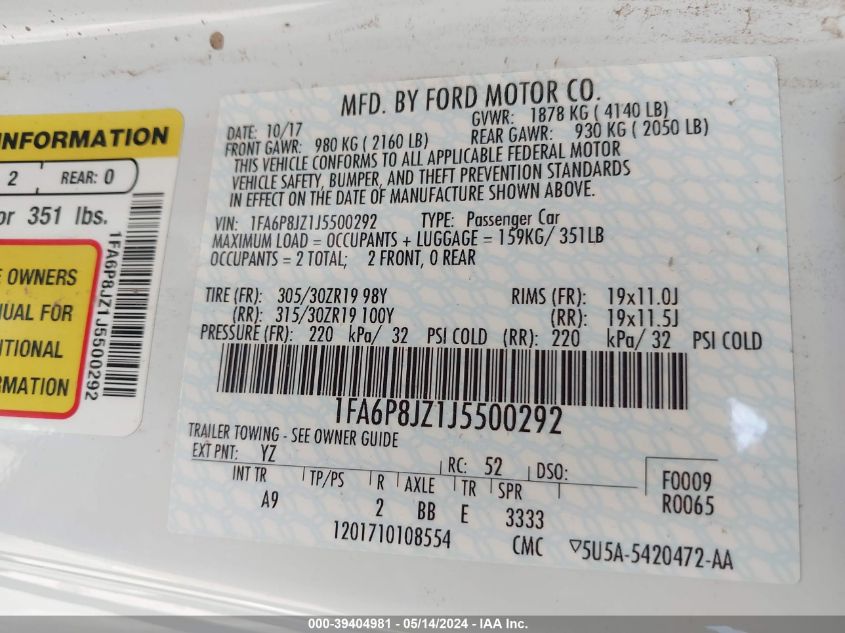 INFORMATION
2 REAR: 0
or 351 lbs.
E OWNERS
NUAL FOR
ITIONAL
RMATION
1FA6P8JZ1J5500292
MFD. BY FORD MOTOR CO.
DATE: 10/17 GVWR: 1878 KG ( 4140 LB)
FRONT GAWR: 980 KG ( 2160 LB) REAR GAWR: 930 KG ( 2050 LB)
THIS VEHICLE CONFORMS TO ALL APPLICABLE FEDERAL MOTOR
VEHICLE SAFETY, BUMPER, AND THEFT PREVENTION STANDARDS
IN EFFECT ON THE DATE OF MANUFACTURE SHOWN ABOVE.
VIN: 1FA6P8JZ1J5500292 TYPE: Passenger Car
MAXIMUM LOAD = OCCUPANTS + LUGGAGE = 159KG/ 351LB
OCCUPANTS = 2 TOTAL; 2 FRONT, 0 REAR
TIRE (FR): 305/30ZR19 98Y RIMS (FR): 19x11.0J
(RR): 315/30ZR19 100Y (RR): 19x11.5J
PRESSURE (FR): 220 kPa/ 32 PSI COLD (RR): 220 kPa/ 32 PSI COLD
1FA6P8JZ1J5500292
TRAILER TOWING - SEE OWNER GUIDE
EXT PNT: YZ RC: 52 DSO: F0009
INT TR TP/PS R AXLE TR SPR R0065
A9 2 BB E 3333
1201710108554 CMC ▽5U5A-5420472-AA
000-39404981 - 05/14/2024 - IAA Inc.